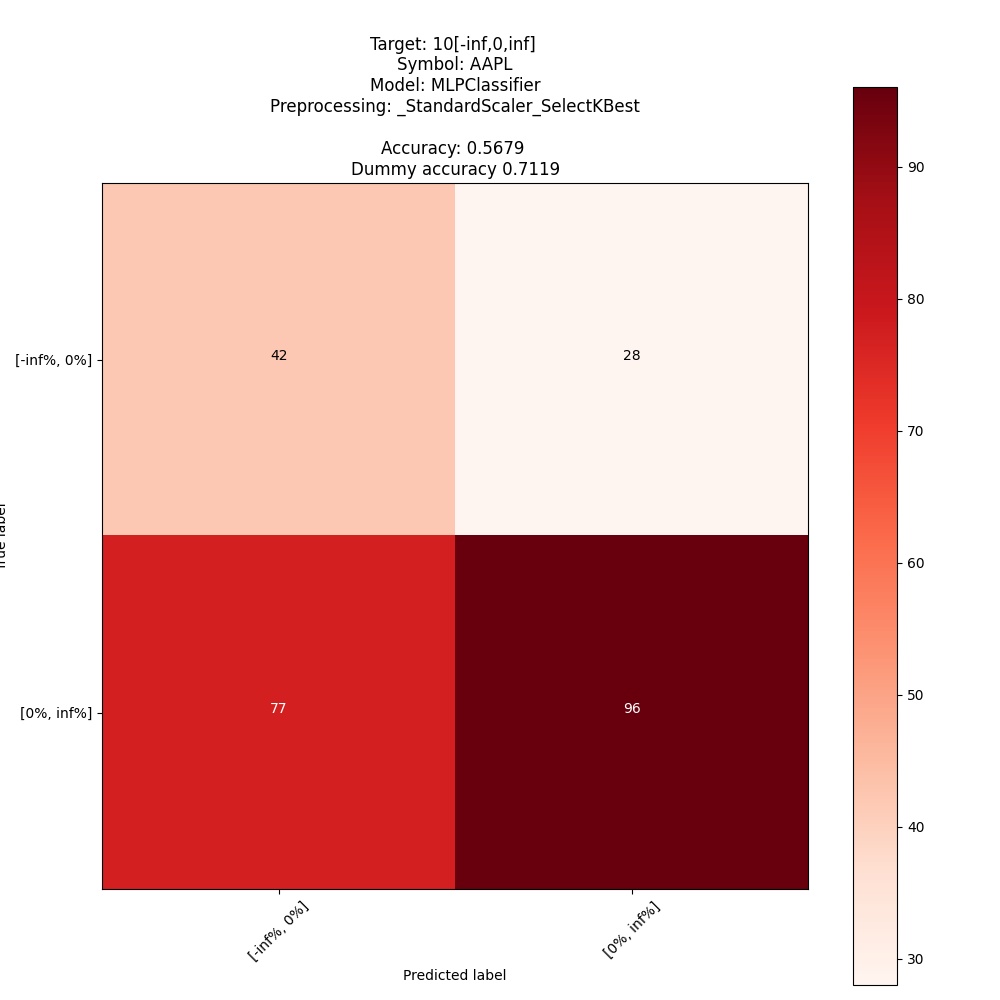 Target: 10[-inf,0,inf]
Symbol: AAPL
Model: MLPClassifier
Preprocessing: _StandardScaler_SelectKBest
Accuracy: 0.5679
Dummy accuracy 0.7119
90
80
70
60
50
40
30
[-inf%, 0%]
42
28
label
[0%, inf%]
77
96
[-inf%, 0%]
[0%, inf%]
Predicted label